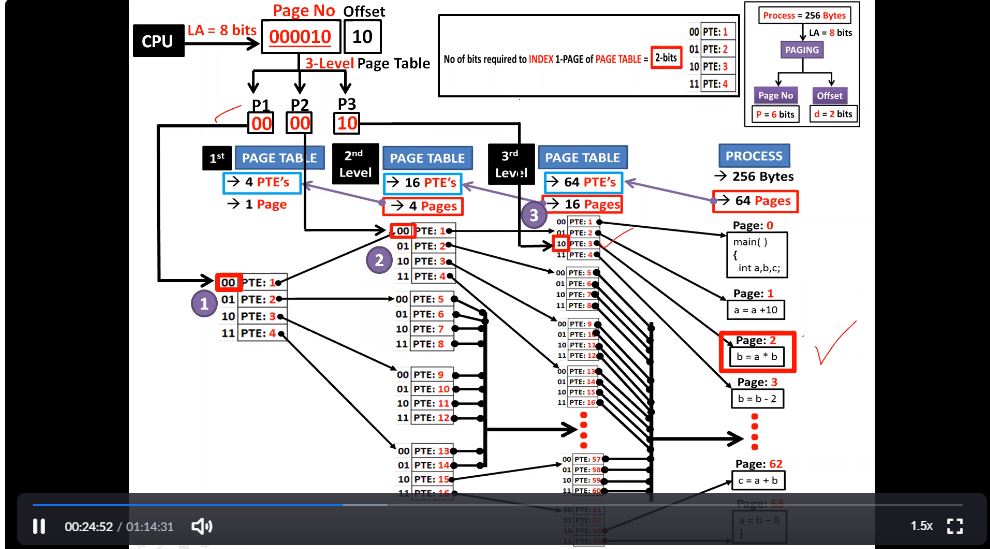 Page No Offset
CPU
LA = 8 bits
000010 10
3-Level Page Table
P1 P2 P3
00 00 10
No of bits required to INDEX 1-PAGE of PAGE TABLE = 2-bits
00 PTE: 1
01 PTE: 2
10 PTE: 3
11 PTE: 4
Process = 256 Bytes
LA = 8 bits
PAGING
Page No Offset
P = 6 bits d = 2 bits
1st PAGE TABLE
→ 4 PTE's
→ 1 Page
2nd Level PAGE TABLE
→ 16 PTE's
→ 4 Pages
3rd Level PAGE TABLE
→ 64 PTE's
→ 16 Pages
PROCESS
→ 256 Bytes
→ 64 Pages
1
00 PTE: 1
01 PTE: 2
10 PTE: 3
11 PTE: 4
2
00 PTE: 1
01 PTE: 2
10 PTE: 3
11 PTE: 4
00 PTE: 5
01 PTE: 6
10 PTE: 7
11 PTE: 8
00 PTE: 9
01 PTE: 10
10 PTE: 11
11 PTE: 12
00 PTE: 13
01 PTE: 14
10 PTE: 15
11 PTE: 16
3
00 PTE: 1
01 PTE: 2
10 PTE: 3
11 PTE: 4
00 PTE: 5
01 PTE: 6
10 PTE: 7
11 PTE: 8
00 PTE: 9
01 PTE:
10 PTE: 11
11 PTE: 12
00 PTE: 13
01 PTE: 14
10 PTE: 15
11 PTE: 16
00 PTE: 57
01 PTE: 58
10 PTE: 59
11 PTE: 60
00 PTE: 61
01 PTE: 62
10 PTE: 63
11 PTE:
Page: 0
main( )
{
int a,b,c;
Page: 1
a = a +10
Page: 2
b = a * b
Page: 3
b = b - 2
Page: 62
c = a + b
Page: 63
a = b – 8
}
00:24:52 / 01:14:31
1.5x